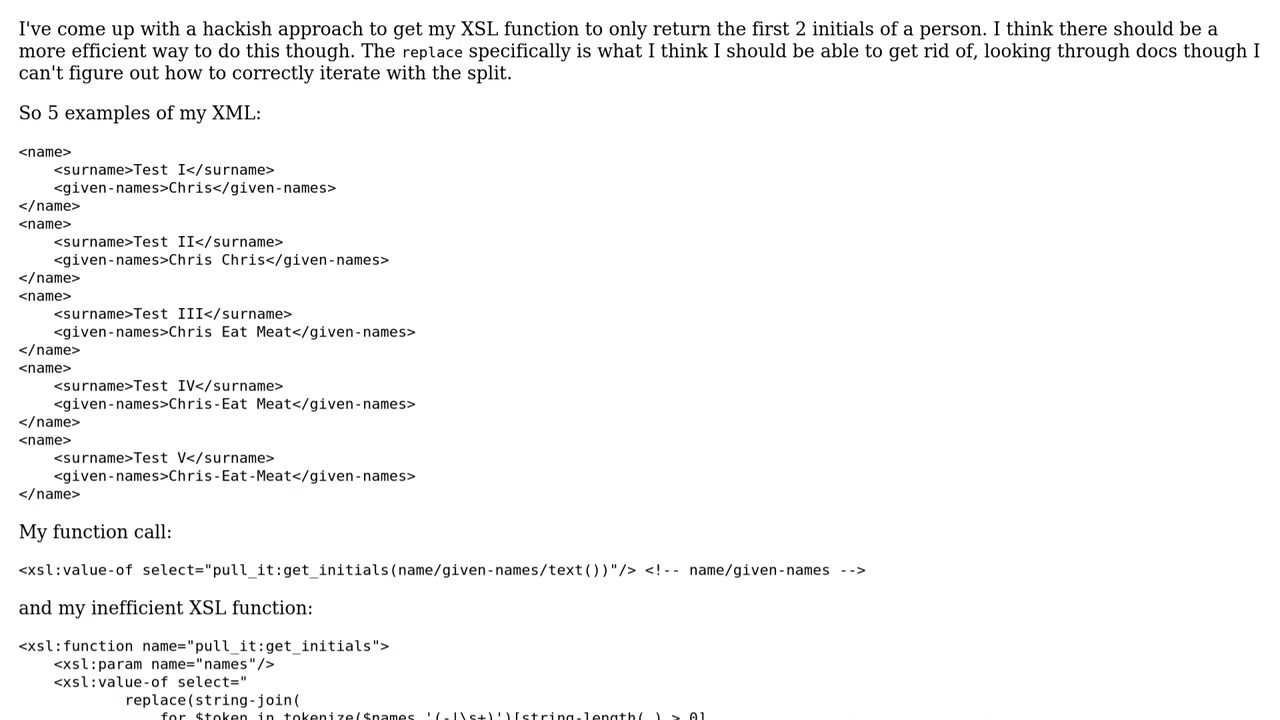 I've come up with a hackish approach to get my XSL function to only return the first 2 initials of a person. I think there should be a
more efficient way to do this though. The replace specifically is what I think I should be able to get rid of, looking through docs though I
can't figure out how to correctly iterate with the split.
So 5 examples of my XML:
<name>
    <surname>Test I</surname>
    <given-names>Chris</given-names>
</name>
<name>
    <surname>Test II</surname>
    <given-names>Chris Chris</given-names>
</name>
<name>
    <surname>Test III</surname>
    <given-names>Chris Eat Meat</given-names>
</name>
<name>
    <surname>Test IV</surname>
    <given-names>Chris-Eat Meat</given-names>
</name>
<name>
    <surname>Test V</surname>
    <given-names>Chris-Eat-Meat</given-names>
</name>
My function call:
<xsl:value-of select="pull_it:get_initials(name/given-names/text())"/> <!-- name/given-names -->
and my inefficient XSL function:
<xsl:function name="pull_it:get_initials">
    <xsl:param name="names"/>
    <xsl:value-of select="
            replace(string-join(
                for $token in tokenize($names,'(-|\s+)')[string-length(.) > 0]